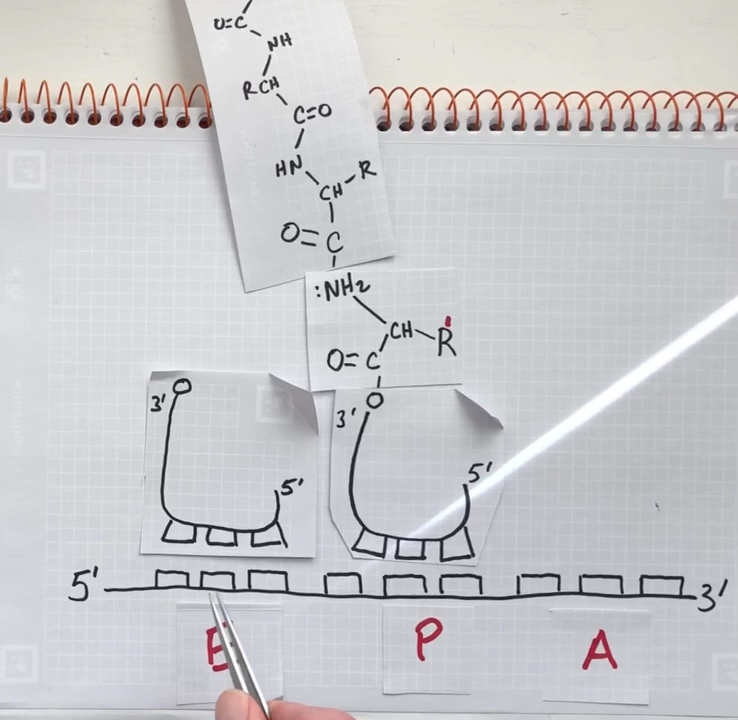 O=C
NH
RCH
C=O
HN
CH-R
O=C
:NH₂
CH-R
O=C
3' O
O
3'
5'
5'
5' 3'
E P A